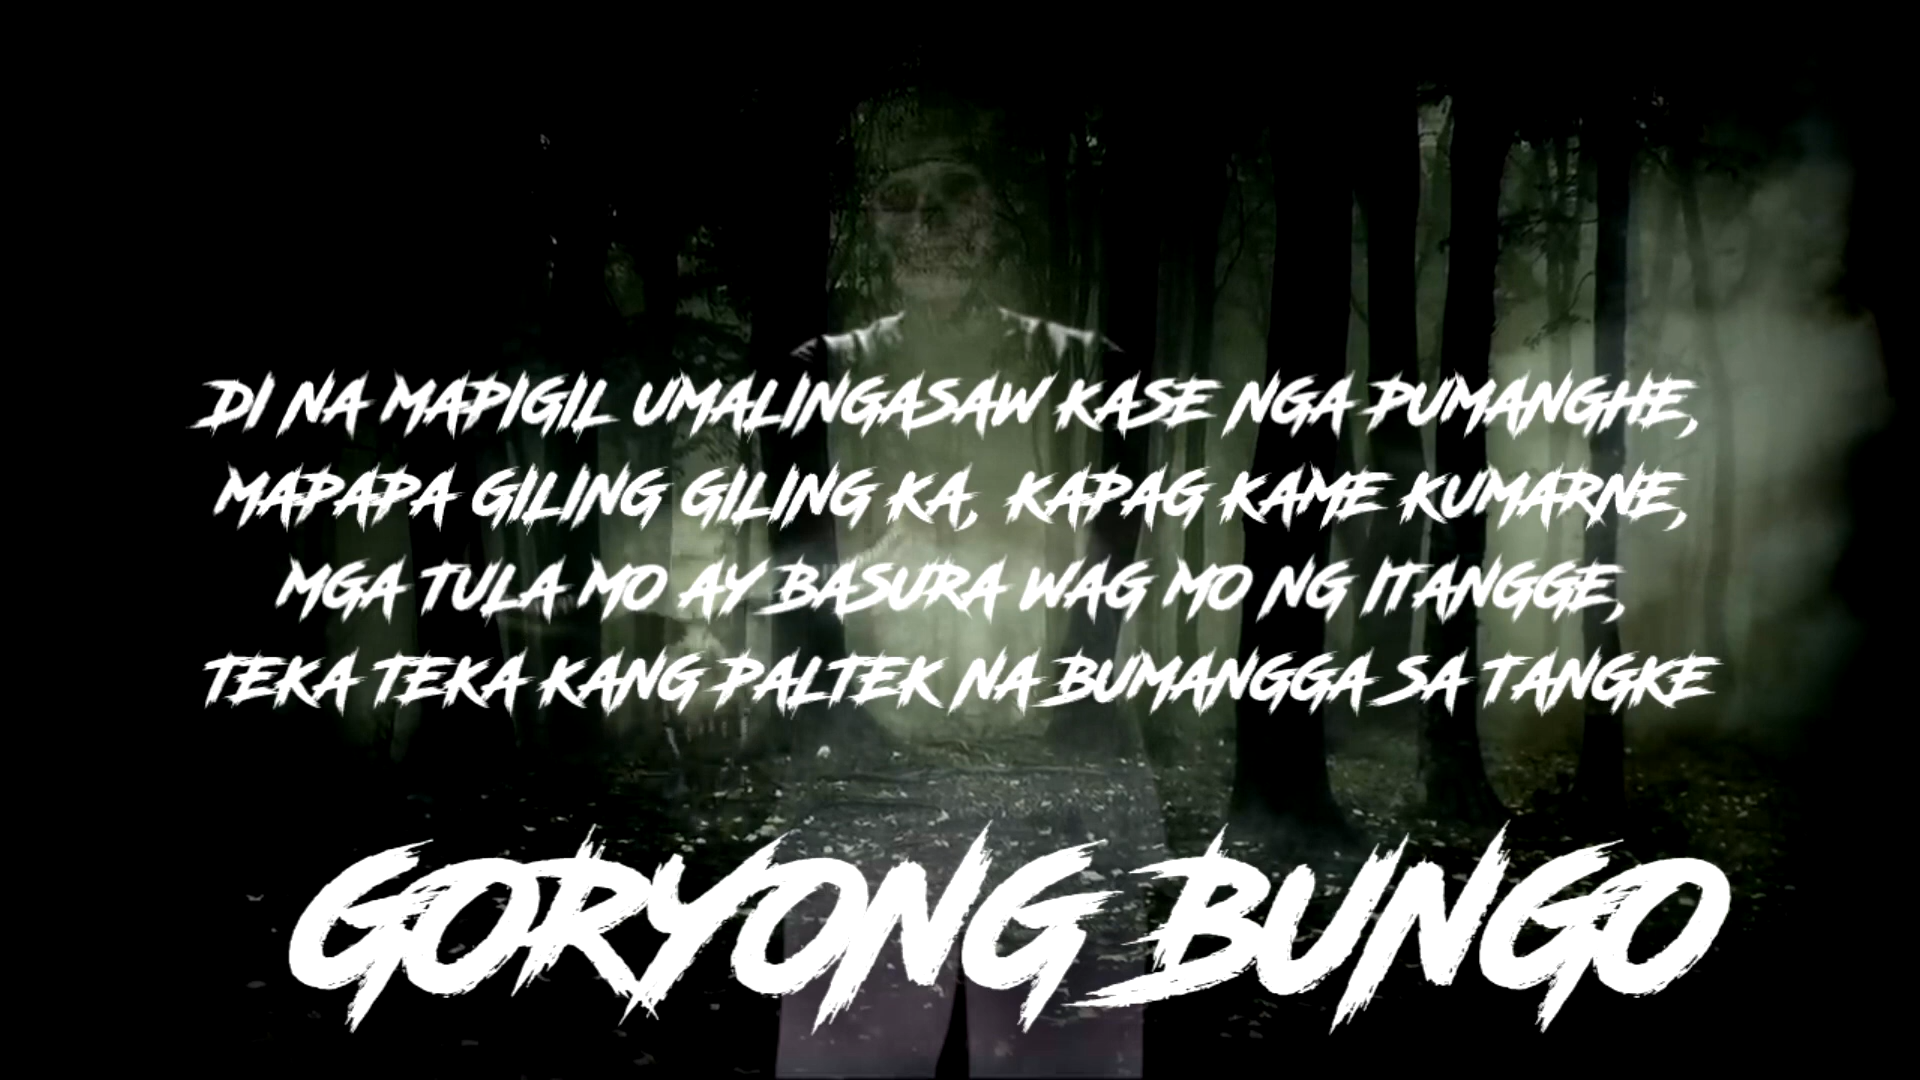 DI NA MAPIGIL UMALINGASAW KASE NGA PUMANGHE,
MAPAPA GILING GILING KA, KAPAG KAME KUMARNE,
MGA TULA MO AY BASURA WAG MO NG ITANGGE,
TEKA TEKA KANG PALTEK NA BUMANGGA SA TANGKE
GORYONG BUNGO